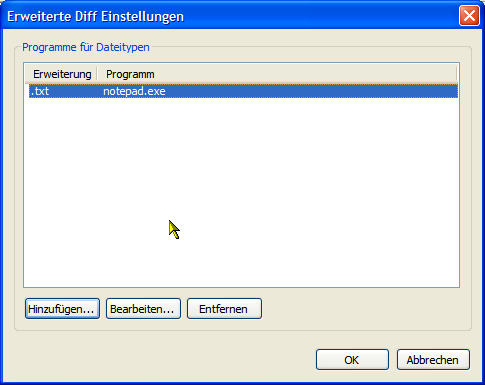 Erweiterte Diff Einstellungen
Programme für Dateitypen
Erweiterung Programm
.txt notepad.exe
Hinzufügen... Bearbeiten... Entfernen
OK Abbrechen